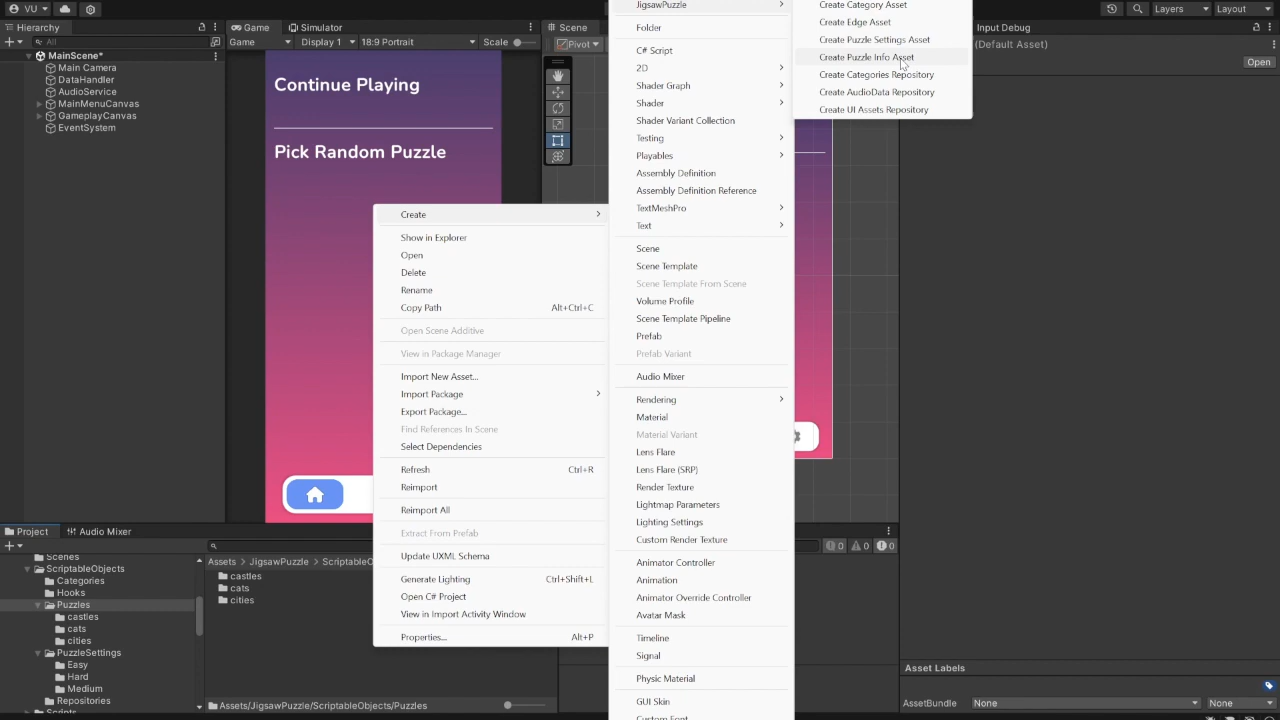 VU
Layers
Layout
Hierarchy
All
MainScene*
Main Camera
DataHandler
AudioService
MainMenuCanvas
GameplayCanvas
EventSystem
Game
Simulator
Game
Display 1
18:9 Portrait
Scale
Continue Playing
Pick Random Puzzle
Scene
Pivot
Create
Show in Explorer
Open
Delete
Rename
Copy Path Alt+Ctrl+C
Open Scene Additive
View in Package Manager
Import New Asset...
Import Package
Export Package...
Find References In Scene
Select Dependencies
Refresh Ctrl+R
Reimport
Reimport All
Extract From Prefab
Update UXML Schema
Generate Lighting Ctrl+Shift+L
Open C# Project
View in Import Activity Window
Properties... Alt+P
JigsawPuzzle
Folder
C# Script
2D
Shader Graph
Shader
Shader Variant Collection
Testing
Playables
Assembly Definition
Assembly Definition Reference
TextMeshPro
Text
Scene
Scene Template
Scene Template From Scene
Volume Profile
Scene Template Pipeline
Prefab
Prefab Variant
Audio Mixer
Rendering
Material
Material Variant
Lens Flare
Lens Flare (SRP)
Render Texture
Lightmap Parameters
Lighting Settings
Custom Render Texture
Animator Controller
Animation
Animator Override Controller
Avatar Mask
Timeline
Signal
Physic Material
GUI Skin
Custom Font
Create Category Asset
Create Edge Asset
Create Puzzle Settings Asset
Create Puzzle Info Asset
Create Categories Repository
Create AudioData Repository
Create UI Assets Repository
Input Debug
(Default Asset)
Open
Project
Audio Mixer
0 0 0
Scenes
ScriptableObjects
Categories
Hooks
Puzzles
castles
cats
cities
PuzzleSettings
Easy
Hard
Medium
Repositories
Scripts
Assets > JigsawPuzzle > ScriptableO
castles
cats
cities
Assets/JigsawPuzzle/ScriptableObjects/Puzzles
Asset Labels
AssetBundle None None